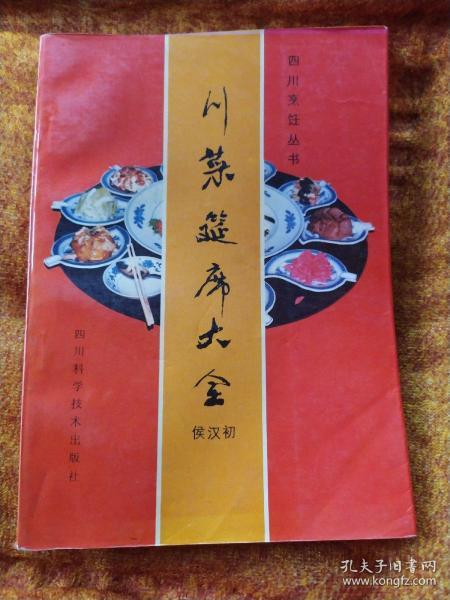 四川烹饪丛书
川菜筵席大全
侯汉初
四川科学技术出版社
孔夫子旧书网
www.kongfz.com